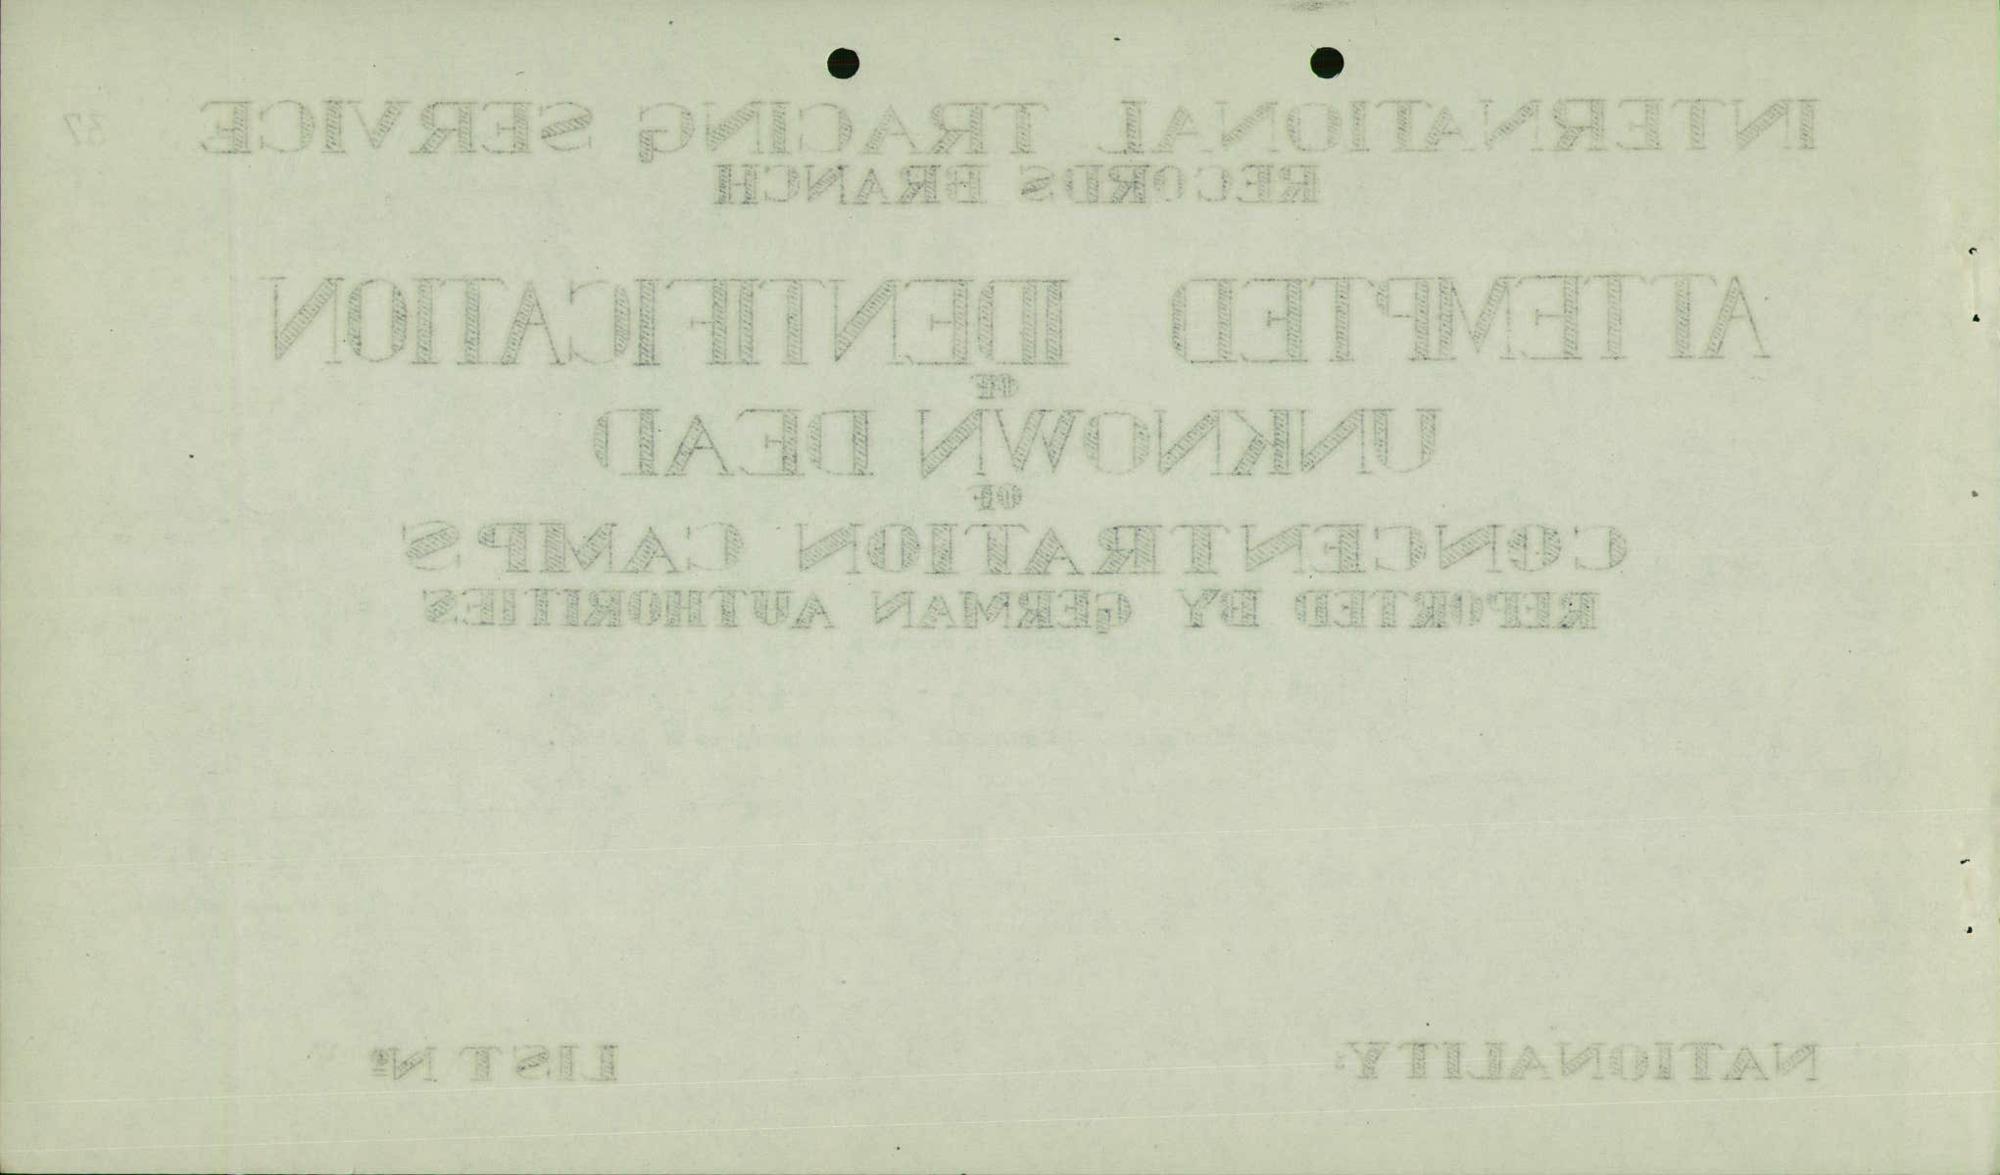 37
INTERNATIONAL TRACING SERVICE
RECORDS BRANCH
ATTEMPTED IDENTIFICATION
OF
UNKNOWN DEAD
OF
CONCENTRATION CAMPS
REPORTED BY GERMAN AUTHORITIES
NATIONALITY: LIST Nº